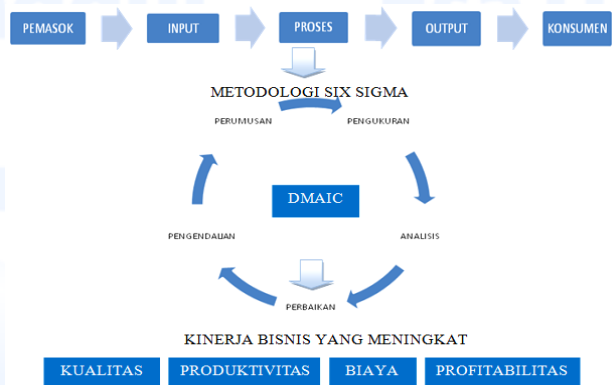 PEMASOK INPUT PROSES OUTPUT KONSUMEN
METODOLOGI SIX SIGMA
PERUMUSAN PENGUKURAN
DMAIC
PENGENDALIAN ANALISIS
PERBAIKAN
KINERJA BISNIS YANG MENINGKAT
KUALITAS PRODUKTIVITAS BIAYA PROFITABILITAS